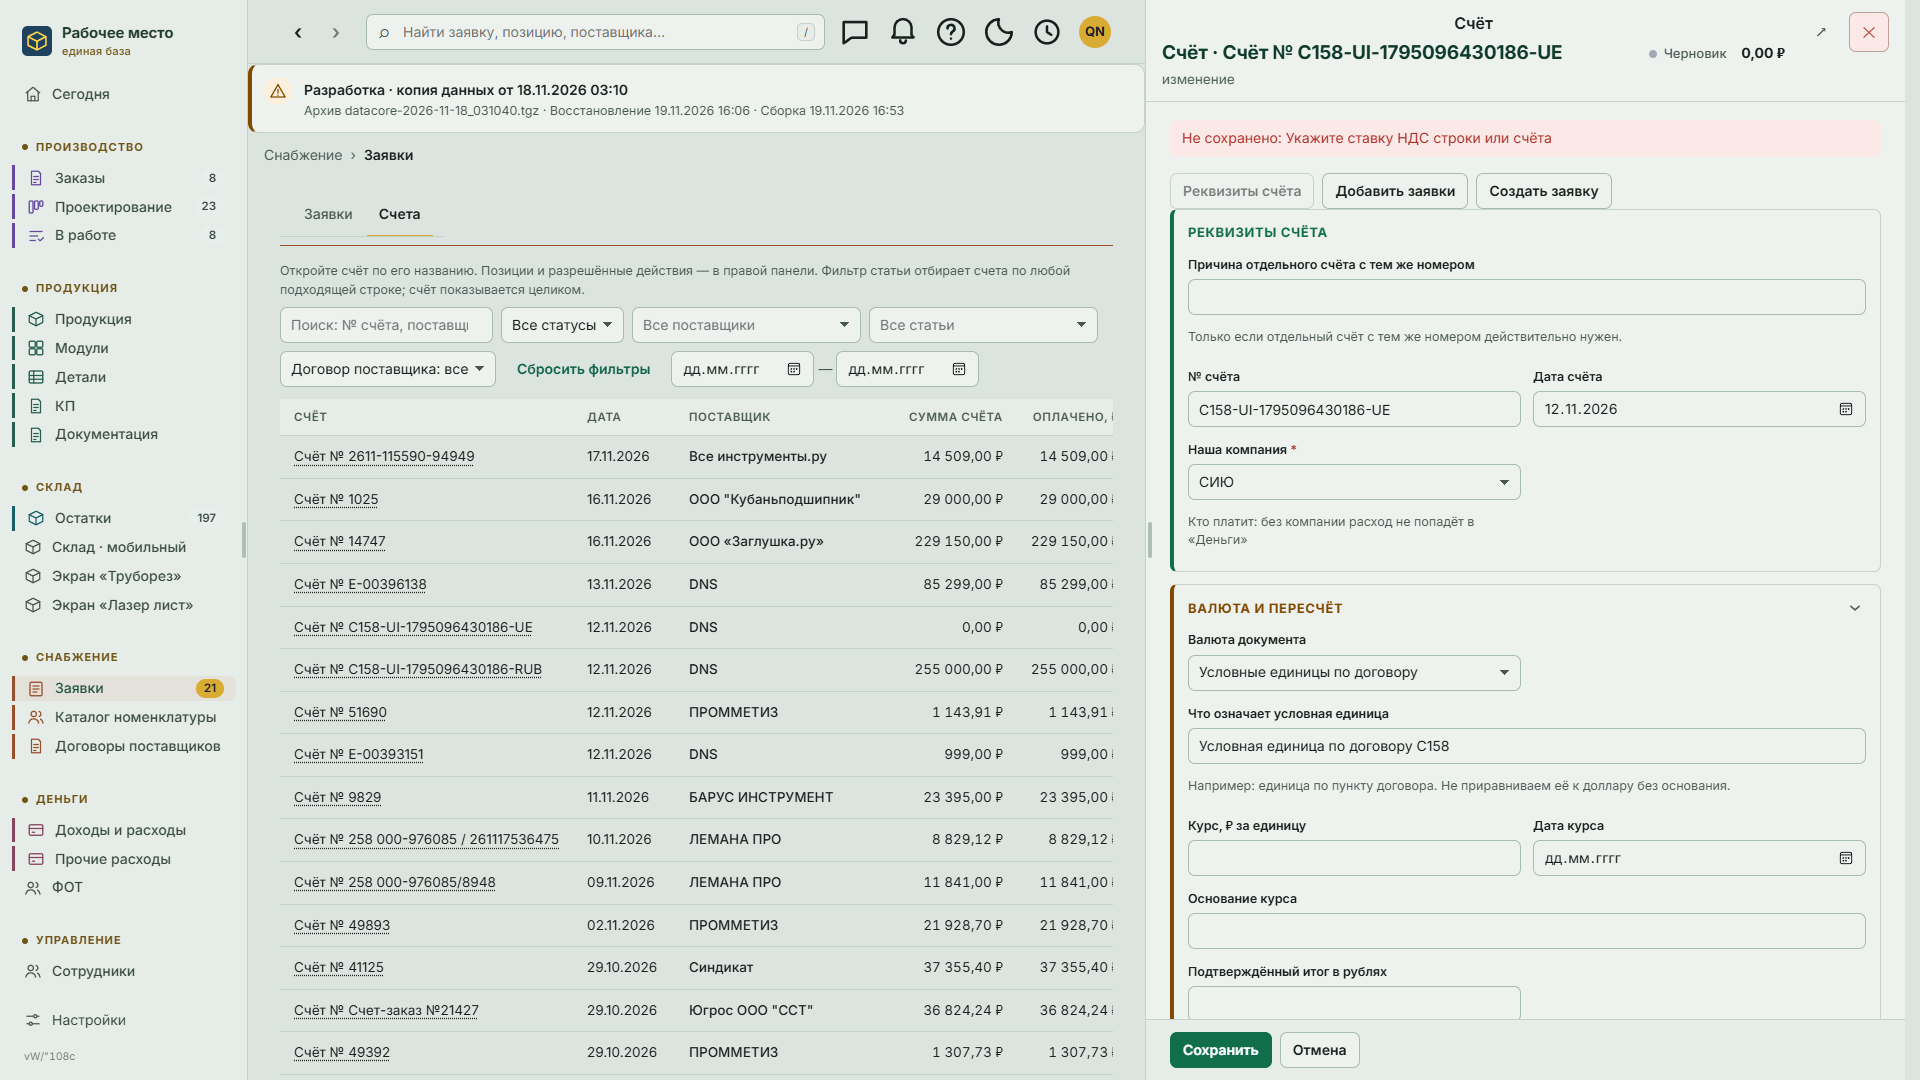 Рабочее место
единая база
Сегодня
ПРОИЗВОДСТВО
Заказы 8
Проектирование 23
В работе 8
ПРОДУКЦИЯ
Продукция
Модули
Детали
КП
Документация
СКЛАД
Остатки 197
Склад · мобильный
Экран «Труборез»
Экран «Лазер лист»
СНАБЖЕНИЕ
Заявки 21
Каталог номенклатуры
Договоры поставщиков
ДЕНЬГИ
Доходы и расходы
Прочие расходы
ФОТ
УПРАВЛЕНИЕ
Сотрудники
Настройки
vW/"108c
Найти заявку, позицию, поставщика... /
QN
Разработка · копия данных от 18.11.2026 03:10
Архив datacore-2026-11-18_031040.tgz · Восстановление 19.11.2026 16:06 · Сборка 19.11.2026 16:53
Снабжение › Заявки
Заявки Счета
Откройте счёт по его названию. Позиции и разрешённые действия — в правой панели. Фильтр статьи отбирает счета по любой
подходящей строке; счёт показывается целиком.
Поиск: № счёта, поставщи Все статусы Все поставщики Все статьи
Договор поставщика: все Сбросить фильтры дд.мм.гггг — дд.мм.гггг
СЧЁТ ДАТА ПОСТАВЩИК СУММА СЧЁТА ОПЛАЧЕНО,
Счёт № 2611-115590-94949 17.11.2026 Все инструменты.ру 14 509,00 ₽ 14 509,00
Счёт № 1025 16.11.2026 ООО "Кубаньподшипник" 29 000,00 ₽ 29 000,00
Счёт № 14747 16.11.2026 ООО «Заглушка.ру» 229 150,00 ₽ 229 150,00
Счёт № E-00396138 13.11.2026 DNS 85 299,00 ₽ 85 299,00
Счёт № C158-UI-1795096430186-UE 12.11.2026 DNS 0,00 ₽ 0,00
Счёт № C158-UI-1795096430186-RUB 12.11.2026 DNS 255 000,00 ₽ 255 000,00
Счёт № 51690 12.11.2026 ПРОММЕТИЗ 1 143,91 ₽ 1 143,91
Счёт № E-00393151 12.11.2026 DNS 999,00 ₽ 999,00
Счёт № 9829 11.11.2026 БАРУС ИНСТРУМЕНТ 23 395,00 ₽ 23 395,00
Счёт № 258 000-976085 / 261117536475 10.11.2026 ЛЕМАНА ПРО 8 829,12 ₽ 8 829,12
Счёт № 258 000-976085/8948 09.11.2026 ЛЕМАНА ПРО 11 841,00 ₽ 11 841,00
Счёт № 49893 02.11.2026 ПРОММЕТИЗ 21 928,70 ₽ 21 928,70
Счёт № 41125 29.10.2026 Синдикат 37 355,40 ₽ 37 355,40
Счёт № Счет-заказ №21427 29.10.2026 Югрос ООО "ССТ" 36 824,24 ₽ 36 824,24
Счёт № 49392 29.10.2026 ПРОММЕТИЗ 1 307,73 ₽ 1 307,73
Счёт
Счёт · Счёт № C158-UI-1795096430186-UE
Черновик 0,00 ₽
изменение
Не сохранено: Укажите ставку НДС строки или счёта
Реквизиты счёта Добавить заявки Создать заявку
РЕКВИЗИТЫ СЧЁТА
Причина отдельного счёта с тем же номером
Только если отдельный счёт с тем же номером действительно нужен.
№ счёта Дата счёта
C158-UI-1795096430186-UE 12.11.2026
Наша компания *
СИЮ
Кто платит: без компании расход не попадёт в
«Деньги»
ВАЛЮТА И ПЕРЕСЧЁТ
Валюта документа
Условные единицы по договору
Что означает условная единица
Условная единица по договору C158
Например: единица по пункту договора. Не приравниваем её к доллару без основания.
Курс, ₽ за единицу Дата курса
дд.мм.гггг
Основание курса
Подтверждённый итог в рублях
Сохранить Отмена